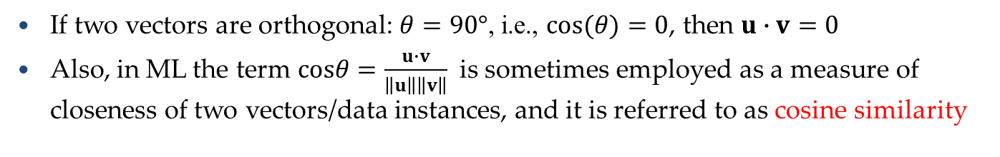 • If two vectors are orthogonal: 𝜃 = 90°, i.e., cos(𝜃) = 0, then 𝐮 · 𝐯 = 0
• Also, in ML the term cos𝜃 = 𝐮·𝐯 / ‖𝐮‖‖𝐯‖ is sometimes employed as a measure of
closeness of two vectors/data instances, and it is referred to as cosine similarity